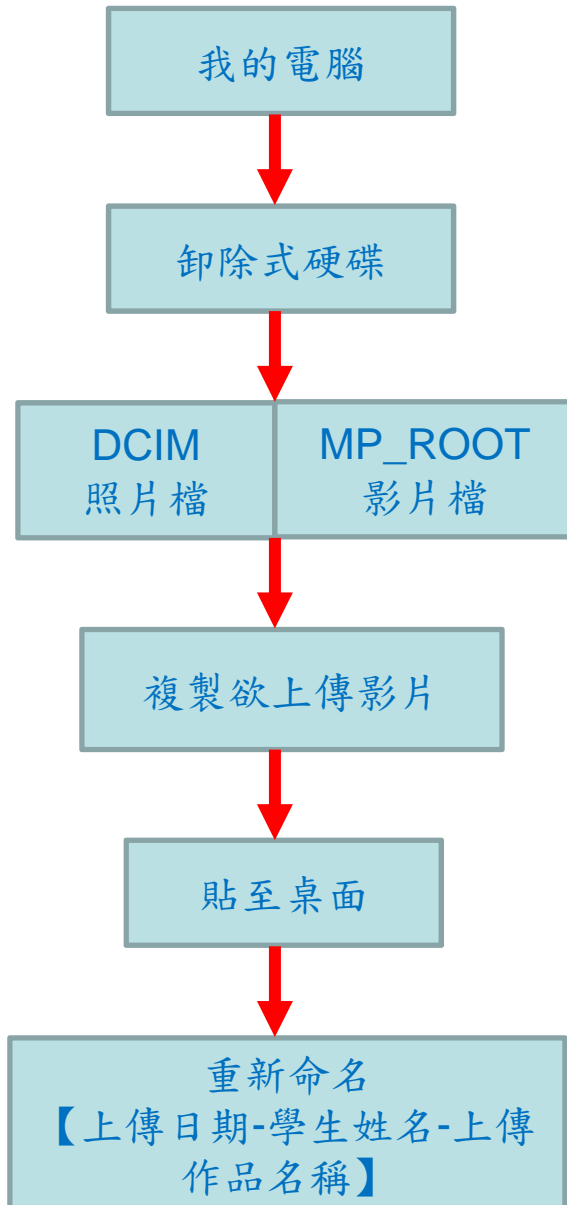 我的電腦
卸除式硬碟
DCIM
照片檔
MP_ROOT
影片檔
複製欲上傳影片
貼至桌面
重新命名
【上傳日期-學生姓名-上傳
作品名稱】